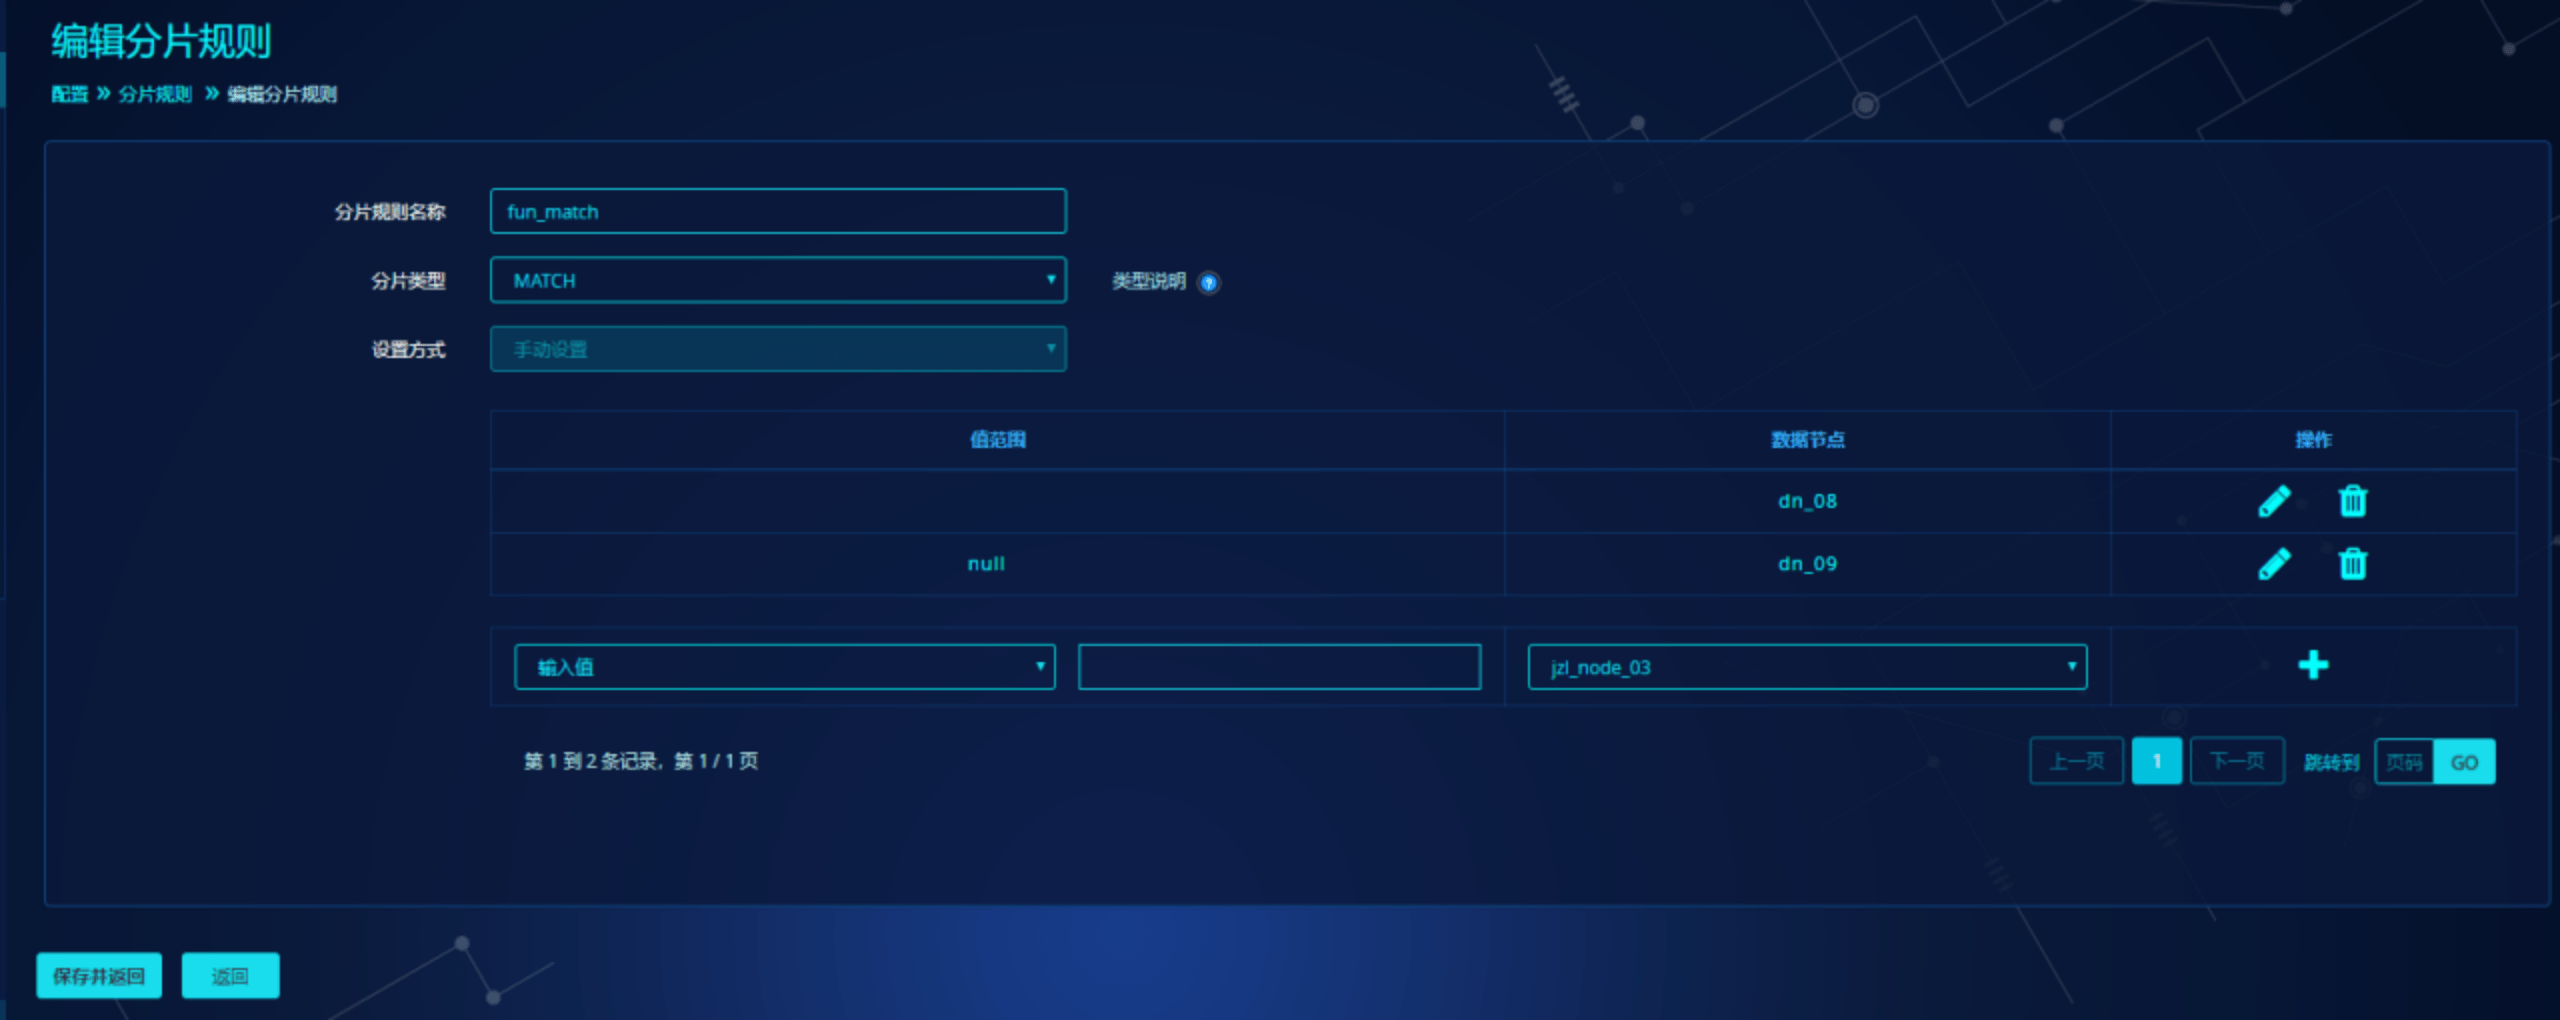 编辑分片规则
配置 » 分片规则 » 编辑分片规则
分片规则名称 fun_match
分片类型 MATCH 类型说明 ?
设置方式 手动设置
值范围 数据节点 操作
dn_08
null dn_09
输入值 jzl_node_03
第 1 到 2 条记录，第 1 / 1 页 上一页 1 下一页 跳转到 页码 GO
保存并返回 返回